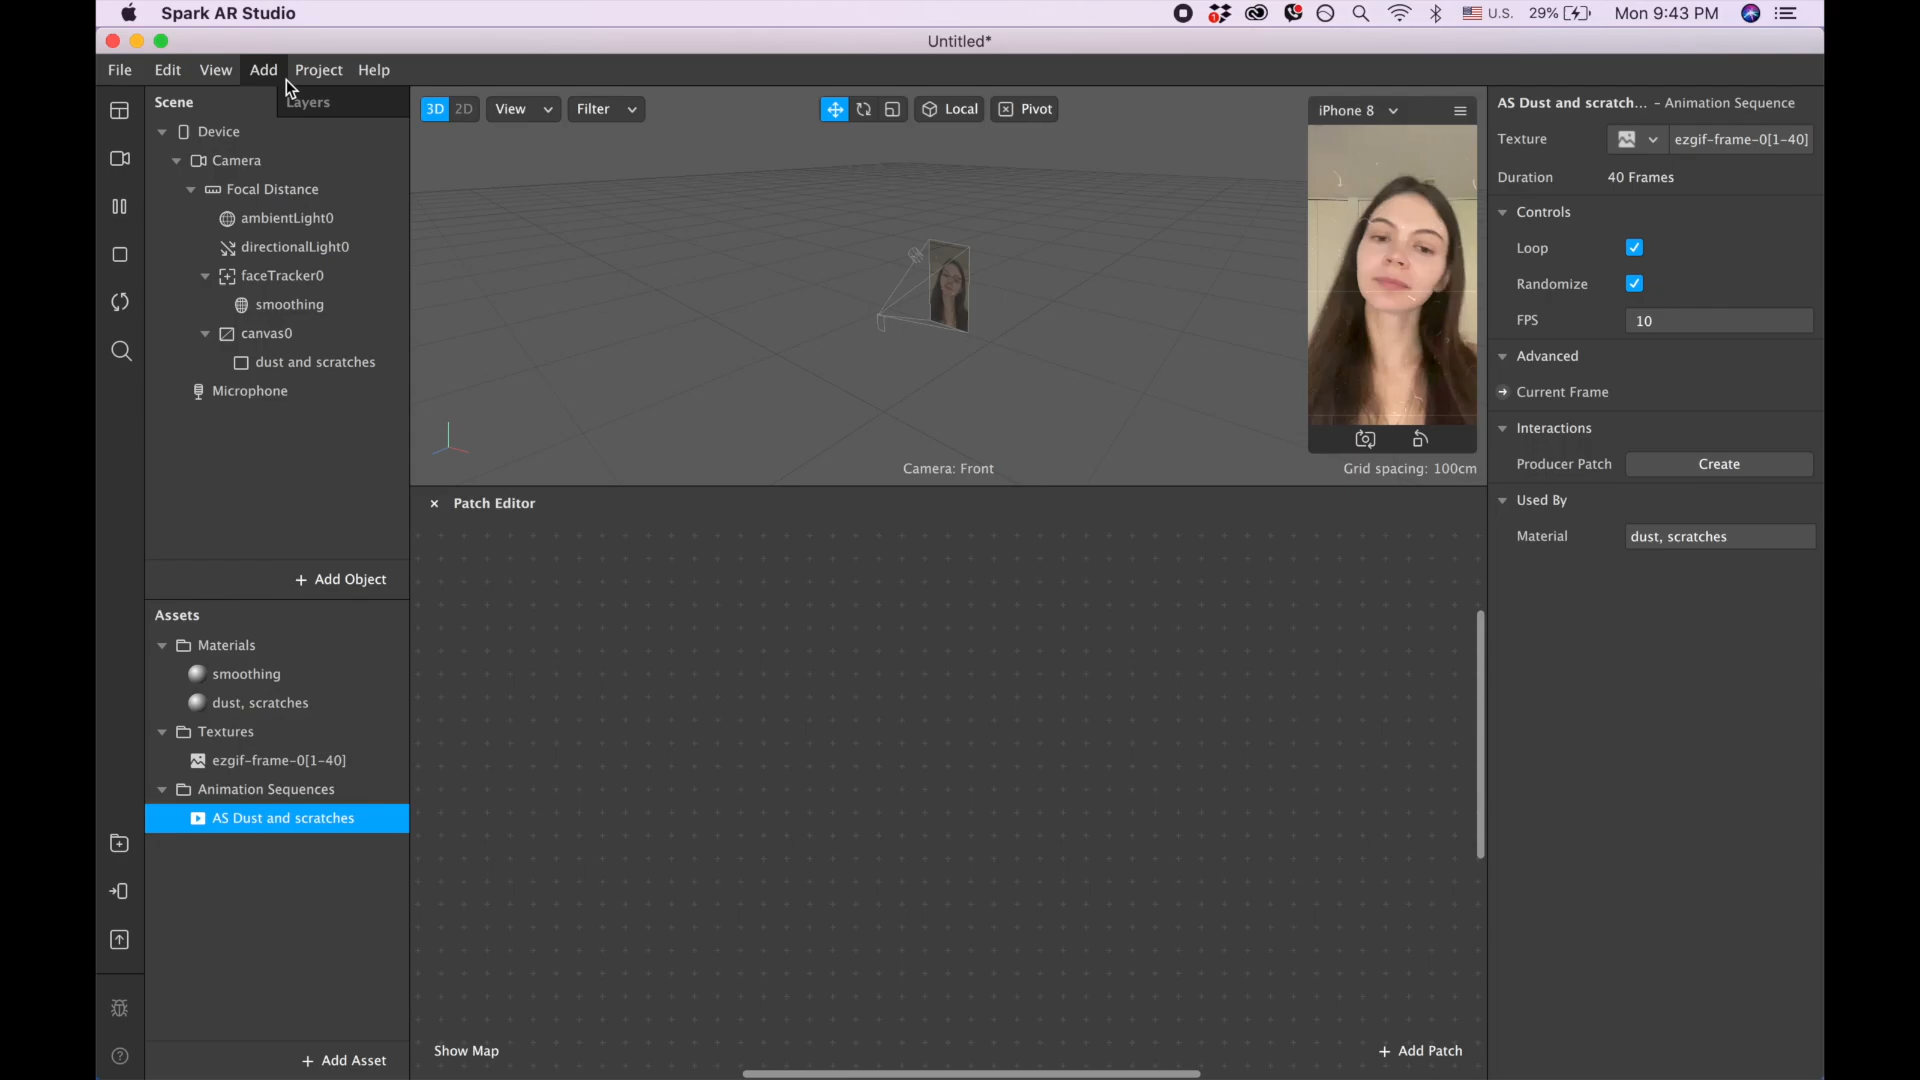 Spark AR Studio
U.S. 29% Mon 9:43 PM
Untitled*
File Edit View Add Project Help
Scene
Layers
Device
Camera
Focal Distance
ambientLight0
directionalLight0
faceTracker0
smoothing
canvas0
dust and scratches
Microphone
+ Add Object
Assets
Materials
smoothing
dust, scratches
Textures
ezgif-frame-0[1-40]
Animation Sequences
AS Dust and scratches
+ Add Asset
3D 2D View Filter
Local Pivot
iPhone 8
Camera: Front
Grid spacing: 100cm
× Patch Editor
Show Map
+ Add Patch
AS Dust and scratch... – Animation Sequence
Texture ezgif-frame-0[1-40]
Duration 40 Frames
Controls
Loop
Randomize
FPS 10
Advanced
Current Frame
Interactions
Producer Patch Create
Used By
Material dust, scratches